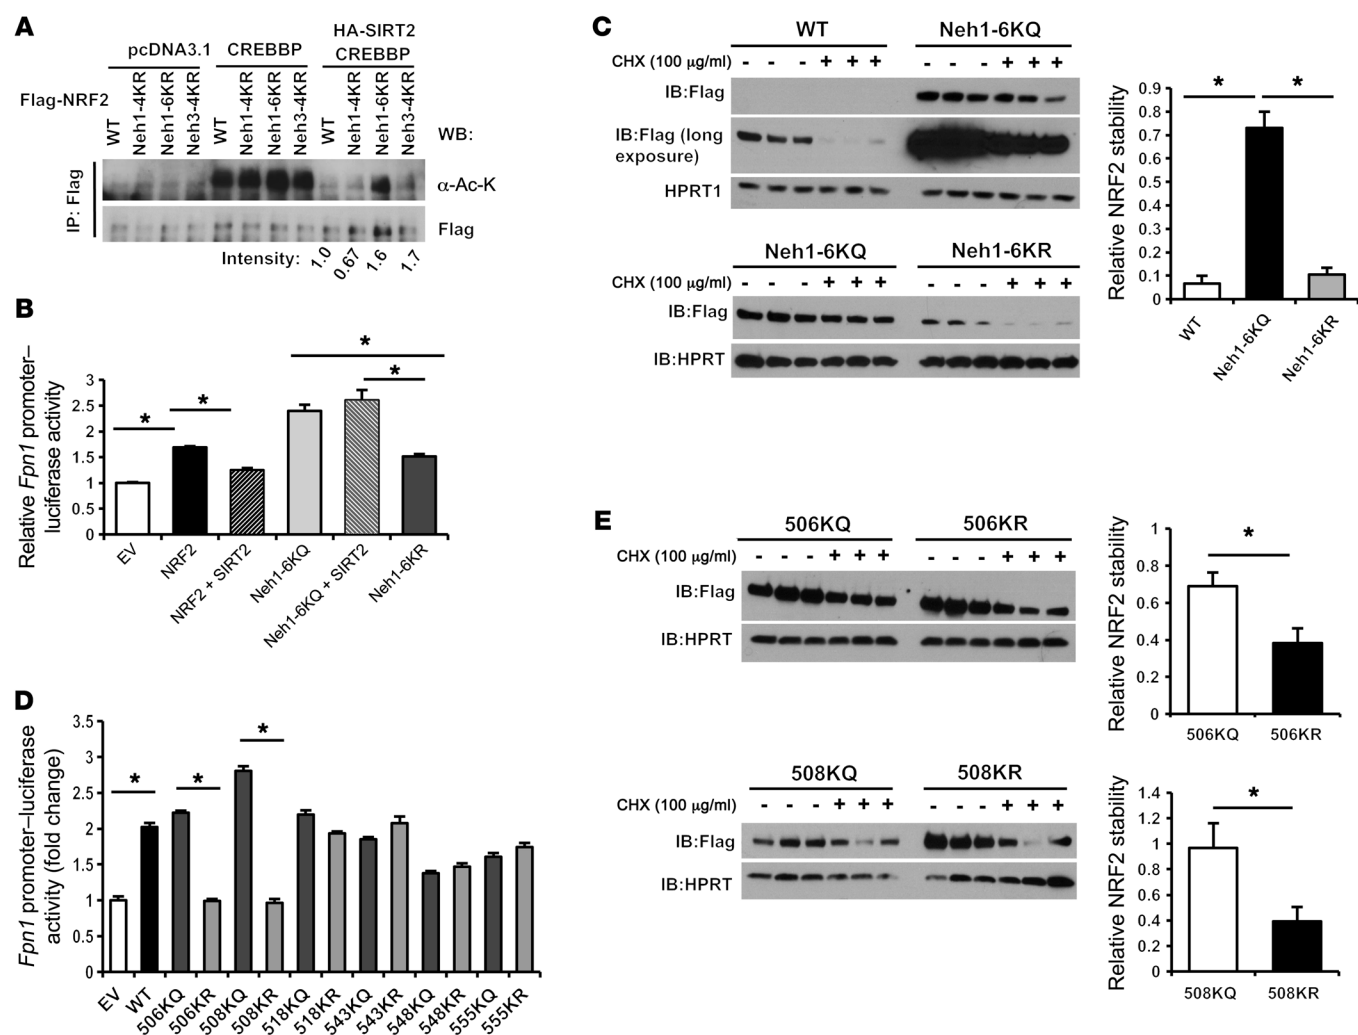 A
pcDNA3.1
CREBBP
HA-SIRT2
CREBBP
Flag-NRF2
WT
Neh1-4KR
Neh1-6KR
Neh3-4KR
WT
Neh1-4KR
Neh1-6KR
Neh3-4KR
WT
Neh1-4KR
Neh1-6KR
Neh3-4KR
WB:
IP: Flag
α-Ac-K
Flag
Intensity: 1.0 0.67 1.6 1.7
B
Relative Fpn1 promoter–
luciferase activity
3
2.5
2
1.5
1
0.5
0
* * * *
EV
NRF2
NRF2 + SIRT2
Neh1-6KQ
Neh1-6KQ + SIRT2
Neh1-6KR
C
WT Neh1-6KQ
CHX (100 µg/ml) - - - + + + - - - + + +
IB:Flag
IB:Flag (long
exposure)
HPRT1
Neh1-6KQ Neh1-6KR
CHX (100 µg/ml) - - - + + + - - - + + +
IB:Flag
IB:HPRT
Relative NRF2 stability
0.9
0.8
0.7
0.6
0.5
0.4
0.3
0.2
0.1
0
* *
WT
Neh1-6KQ
Neh1-6KR
D
Fpn1 promoter–luciferase
activity (fold change)
3.5
3
2.5
2
1.5
1
0.5
0
* * *
EV
WT
506KQ
506KR
508KQ
508KR
518KQ
518KR
543KQ
543KR
548KQ
548KR
555KQ
555KR
E
506KQ 506KR
CHX (100 µg/ml) - - - + + + - - - + + +
IB:Flag
IB:HPRT
Relative NRF2 stability
1
0.8
0.6
0.4
0.2
0
*
506KQ 506KR
508KQ 508KR
CHX (100 µg/ml) - - - + + + - - - + + +
IB:Flag
IB:HPRT
Relative NRF2 stability
1.4
1.2
1
0.8
0.6
0.4
0.2
0
*
508KQ 508KR